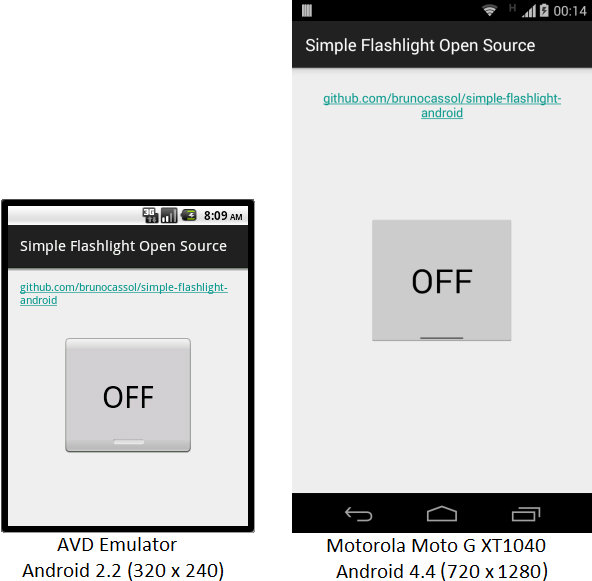 3G
8:09 AM
Simple Flashlight Open Source
github.com/brunocassol/simple-flashlight-
android
OFF
AVD Emulator
Android 2.2 (320 x 240)
H
00:14
Simple Flashlight Open Source
github.com/brunocassol/simple-flashlight-
android
OFF
Motorola Moto G XT1040
Android 4.4 (720 x 1280)